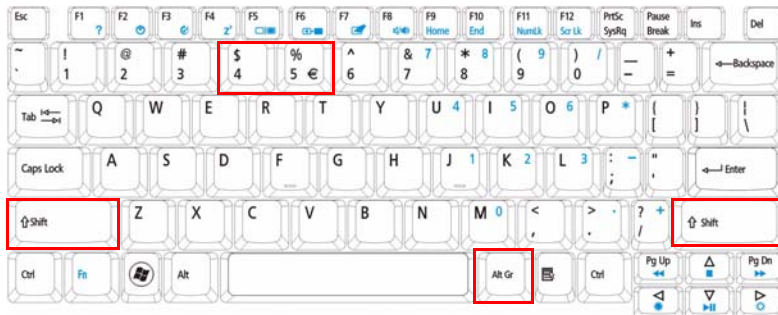 Esc F1 ? F2 F3 F4 zᶻ F5 F6 F7 F8 F9 Home F10 End F11 NumLk F12 Scr Lk PrtSc SysRq Pause Break Ins Del
~ ` ! 1 @ 2 # 3 $ 4 % 5 € ^ 6 & 7 7 * 8 8 ( 9 9 ) 0 / _ - + = Backspace
Tab Q W E R T Y U 4 I 5 O 6 P * { [ } ] | \
Caps Lock A S D F G H J 1 K 2 L 3 : ; - " ' Enter
⇧ Shift Z X C V B N M 0 < , > . . ? / + ⇧ Shift
Ctrl Fn Alt Alt Gr Ctrl Pg Up Pg Dn